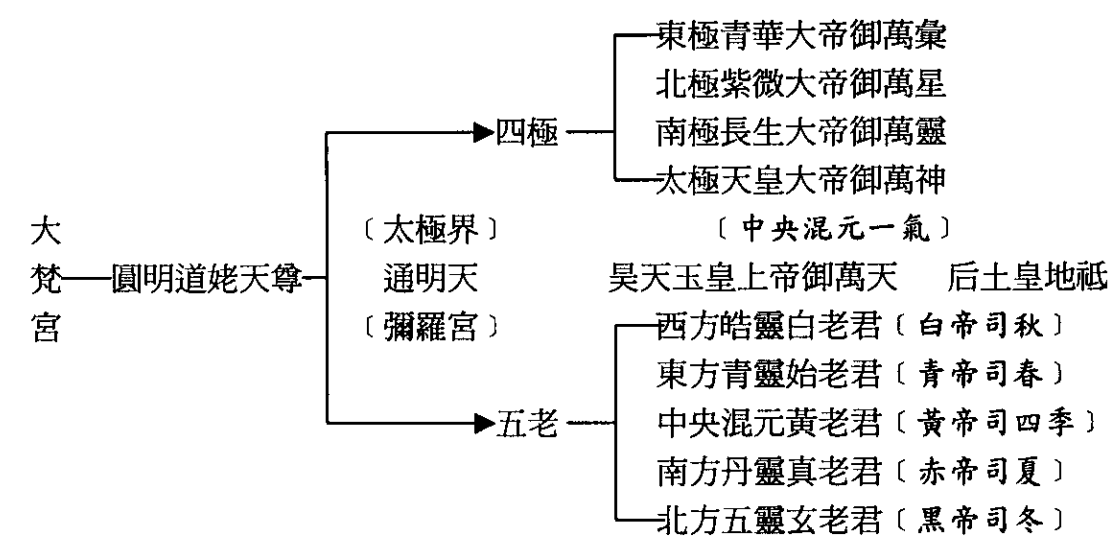 東極青華大帝御萬彙
北極紫微大帝御萬星
四極
南極長生大帝御萬靈
太極天皇大帝御萬神
大梵宮
圓明道姥天尊
〔太極界〕
通明天
〔彌羅宮〕
〔中央混元一氣〕
昊天玉皇上帝御萬天 后土皇地祇
西方皓靈白老君〔白帝司秋〕
東方青靈始老君〔青帝司春〕
五老
中央混元黃老君〔黃帝司四季〕
南方丹靈真老君〔赤帝司夏〕
北方五靈玄老君〔黑帝司冬〕